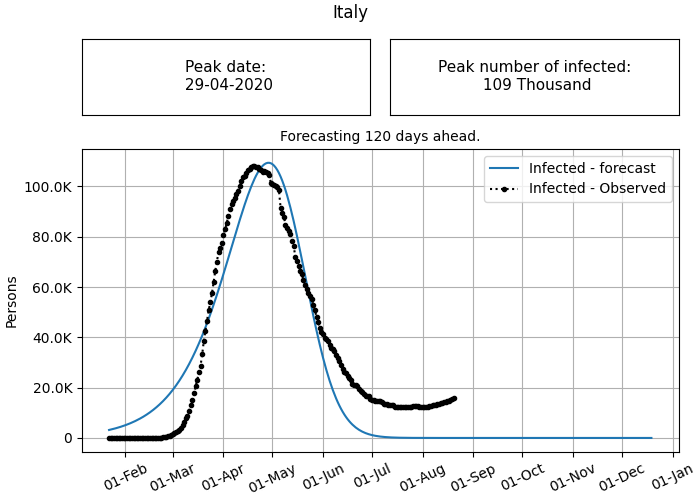 Italy
Peak date:
29-04-2020
Peak number of infected:
109 Thousand
Forecasting 120 days ahead.
Infected - forecast
Infected - Observed
Persons
100.0K
80.0K
60.0K
40.0K
20.0K
0
01-Feb
01-Mar
01-Apr
01-May
01-Jun
01-Jul
01-Aug
01-Sep
01-Oct
01-Nov
01-Dec
01-Jan